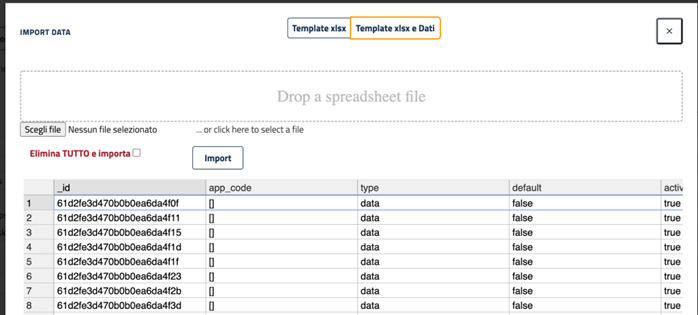 IMPORT DATA Template xlsx Template xlsx e Dati ×
Drop a spreadsheet file
Scegli file Nessun file selezionato ... or click here to select a file
Elimina TUTTO e importa Import
_id app_code type default activ
1 61d2fe3d470b0b0ea6da4f0f [] data false true
2 61d2fe3d470b0b0ea6da4f11 [] data false true
3 61d2fe3d470b0b0ea6da4f15 [] data false true
4 61d2fe3d470b0b0ea6da4f1d [] data false true
5 61d2fe3d470b0b0ea6da4f1f [] data false true
6 61d2fe3d470b0b0ea6da4f23 [] data false true
7 61d2fe3d470b0b0ea6da4f2b [] data false true
8 61d2fe3d470b0b0ea6da4f3d [] data false true